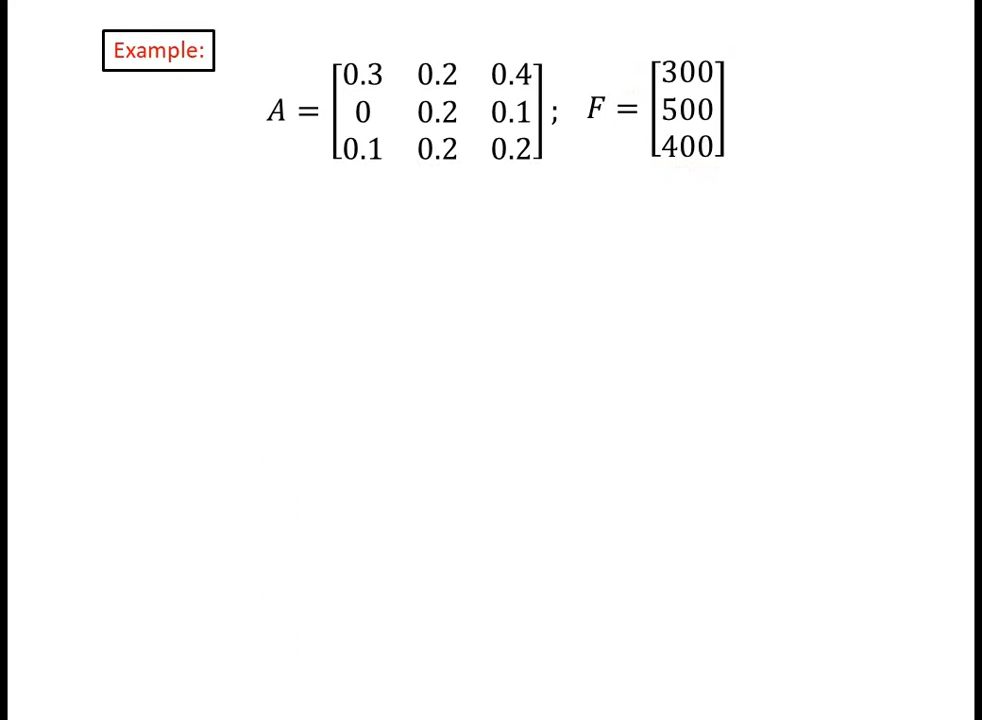 Example:
A = [0.3 0.2 0.4
0 0.2 0.1
0.1 0.2 0.2] ; F = [300
500
400]